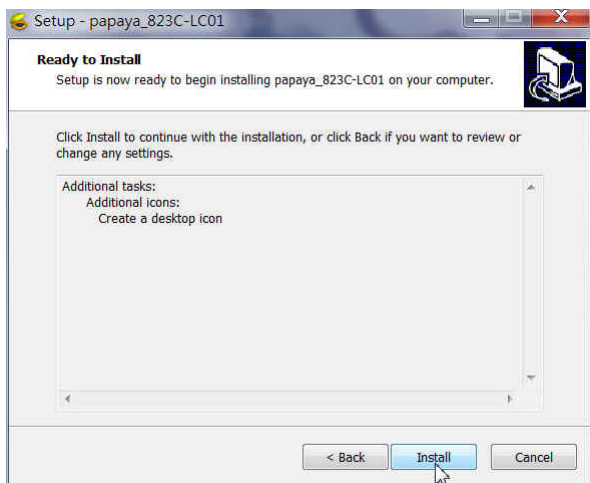 Setup - papaya_823C-LC01
Ready to Install
Setup is now ready to begin installing papaya_823C-LC01 on your computer.
Click Install to continue with the installation, or click Back if you want to review or
change any settings.
Additional tasks:
Additional icons:
Create a desktop icon
< Back
Install
Cancel